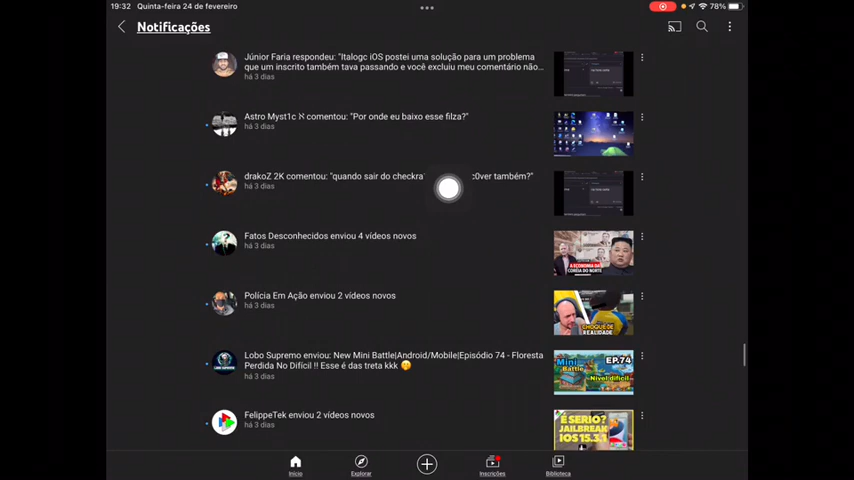 19:32 Quinta-feira 24 de fevereiro
78%
Notificações
Júnior Faria respondeu: "Italogc iOS postei uma solução para um problema
que um inscrito também tava passando e você excluiu meu comentário não...
há 3 dias
Astro Myst1c ℵ comentou: "Por onde eu baixo esse filza?"
há 3 dias
drakoZ 2K comentou: "quando sair do checkra c0ver também?"
há 3 dias
Fatos Desconhecidos enviou 4 vídeos novos
há 3 dias
A ECONOMIA DA
COREIA DO NORTE
Polícia Em Ação enviou 2 vídeos novos
há 3 dias
CHOQUE DE
REALIDADE
Lobo Supremo enviou: New Mini Battle|Android/Mobile|Episódio 74 - Floresta
Perdida No Difícil !! Esse é das treta kkk 🤭
há 3 dias
EP.74
Mini
Battle
Nivel difícil
FelippeTek enviou 2 vídeos novos
há 3 dias
É SERIO?
JAILBREAK
IOS 15.3.1
Início
Explorar
Inscrições
Biblioteca